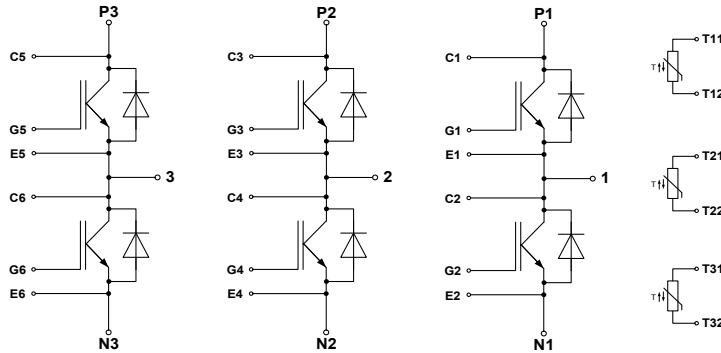 P3 P2 P1
C5 C3 C1 T11
T↑↓
G5 G3 G1 T12
E5 E3 E1 T21
3 2 1 T↑↓
C6 C4 C2 T22
G6 G4 G2 T31
E6 E4 E2 T↑↓
N3 N2 N1 T32